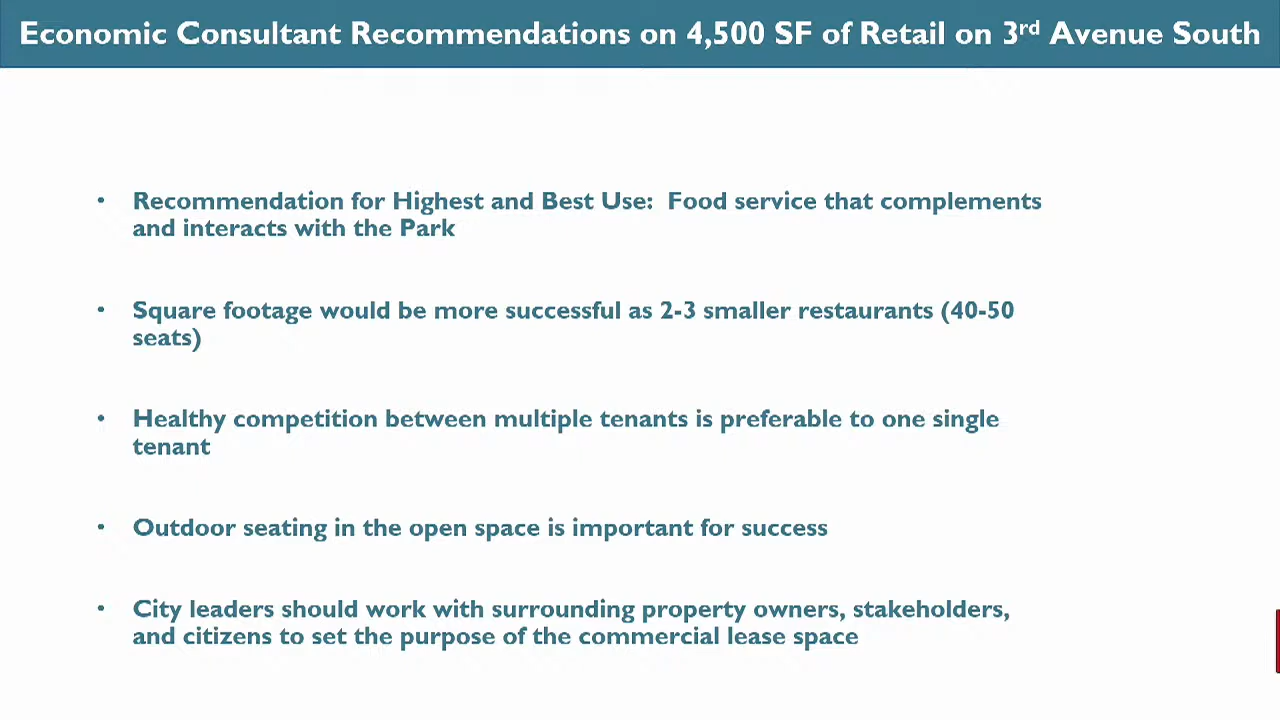 Economic Consultant Recommendations on 4,500 SF of Retail on 3rd Avenue South
• Recommendation for Highest and Best Use:  Food service that complements
and interacts with the Park
• Square footage would be more successful as 2-3 smaller restaurants (40-50
seats)
• Healthy competition between multiple tenants is preferable to one single
tenant
• Outdoor seating in the open space is important for success
• City leaders should work with surrounding property owners, stakeholders,
and citizens to set the purpose of the commercial lease space